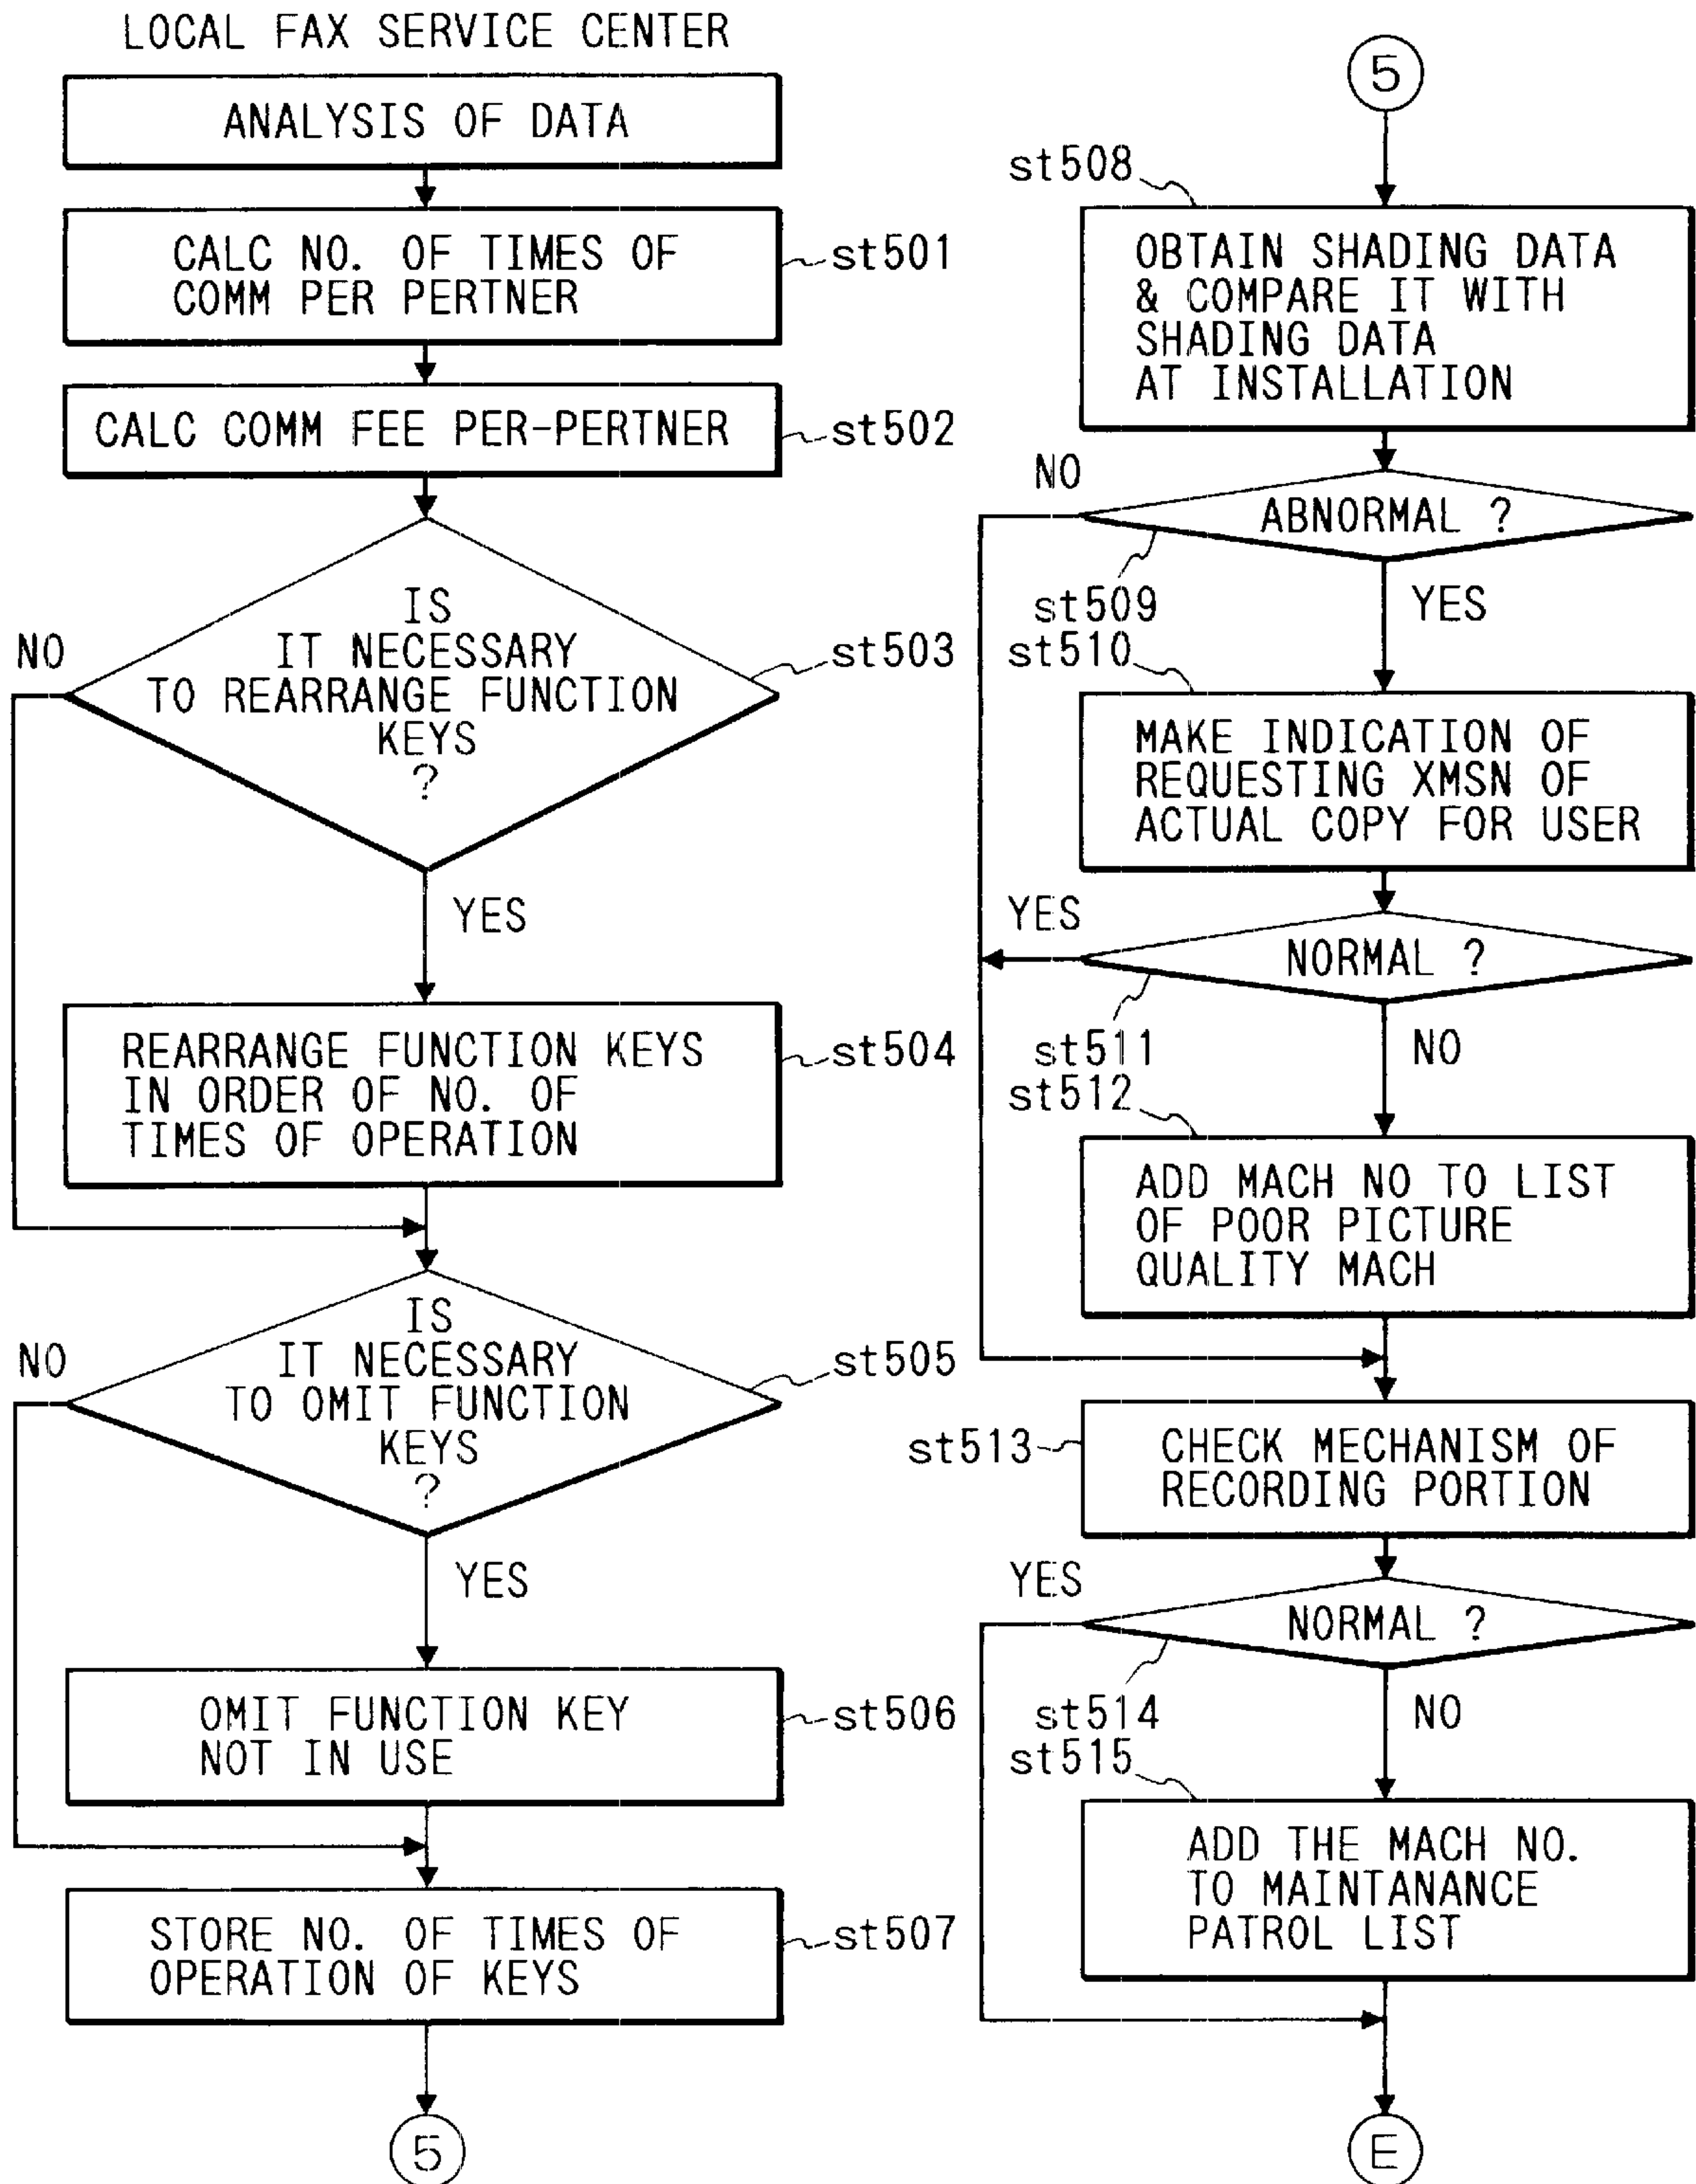 LOCAL FAX SERVICE CENTER
ANALYSIS OF DATA
CALC NO. OF TIMES OF
COMM PER PERTNER
st501
CALC COMM FEE PER-PERTNER
st502
IS
IT NECESSARY
TO REARRANGE FUNCTION
KEYS
?
st503
NO
YES
REARRANGE FUNCTION KEYS
IN ORDER OF NO. OF
TIMES OF OPERATION
st504
IS
IT NECESSARY
TO OMIT FUNCTION
KEYS
?
st505
NO
YES
OMIT FUNCTION KEY
NOT IN USE
st506
STORE NO. OF TIMES OF
OPERATION OF KEYS
st507
5
5
st508
OBTAIN SHADING DATA
& COMPARE IT WITH
SHADING DATA
AT INSTALLATION
NO
ABNORMAL ?
st509
YES
st510
MAKE INDICATION OF
REQUESTING XMSN OF
ACTUAL COPY FOR USER
YES
NORMAL ?
st511
NO
st512
ADD MACH NO TO LIST
OF POOR PICTURE
QUALITY MACH
st513
CHECK MECHANISM OF
RECORDING PORTION
YES
NORMAL ?
st514
NO
st515
ADD THE MACH NO.
TO MAINTANANCE
PATROL LIST
E